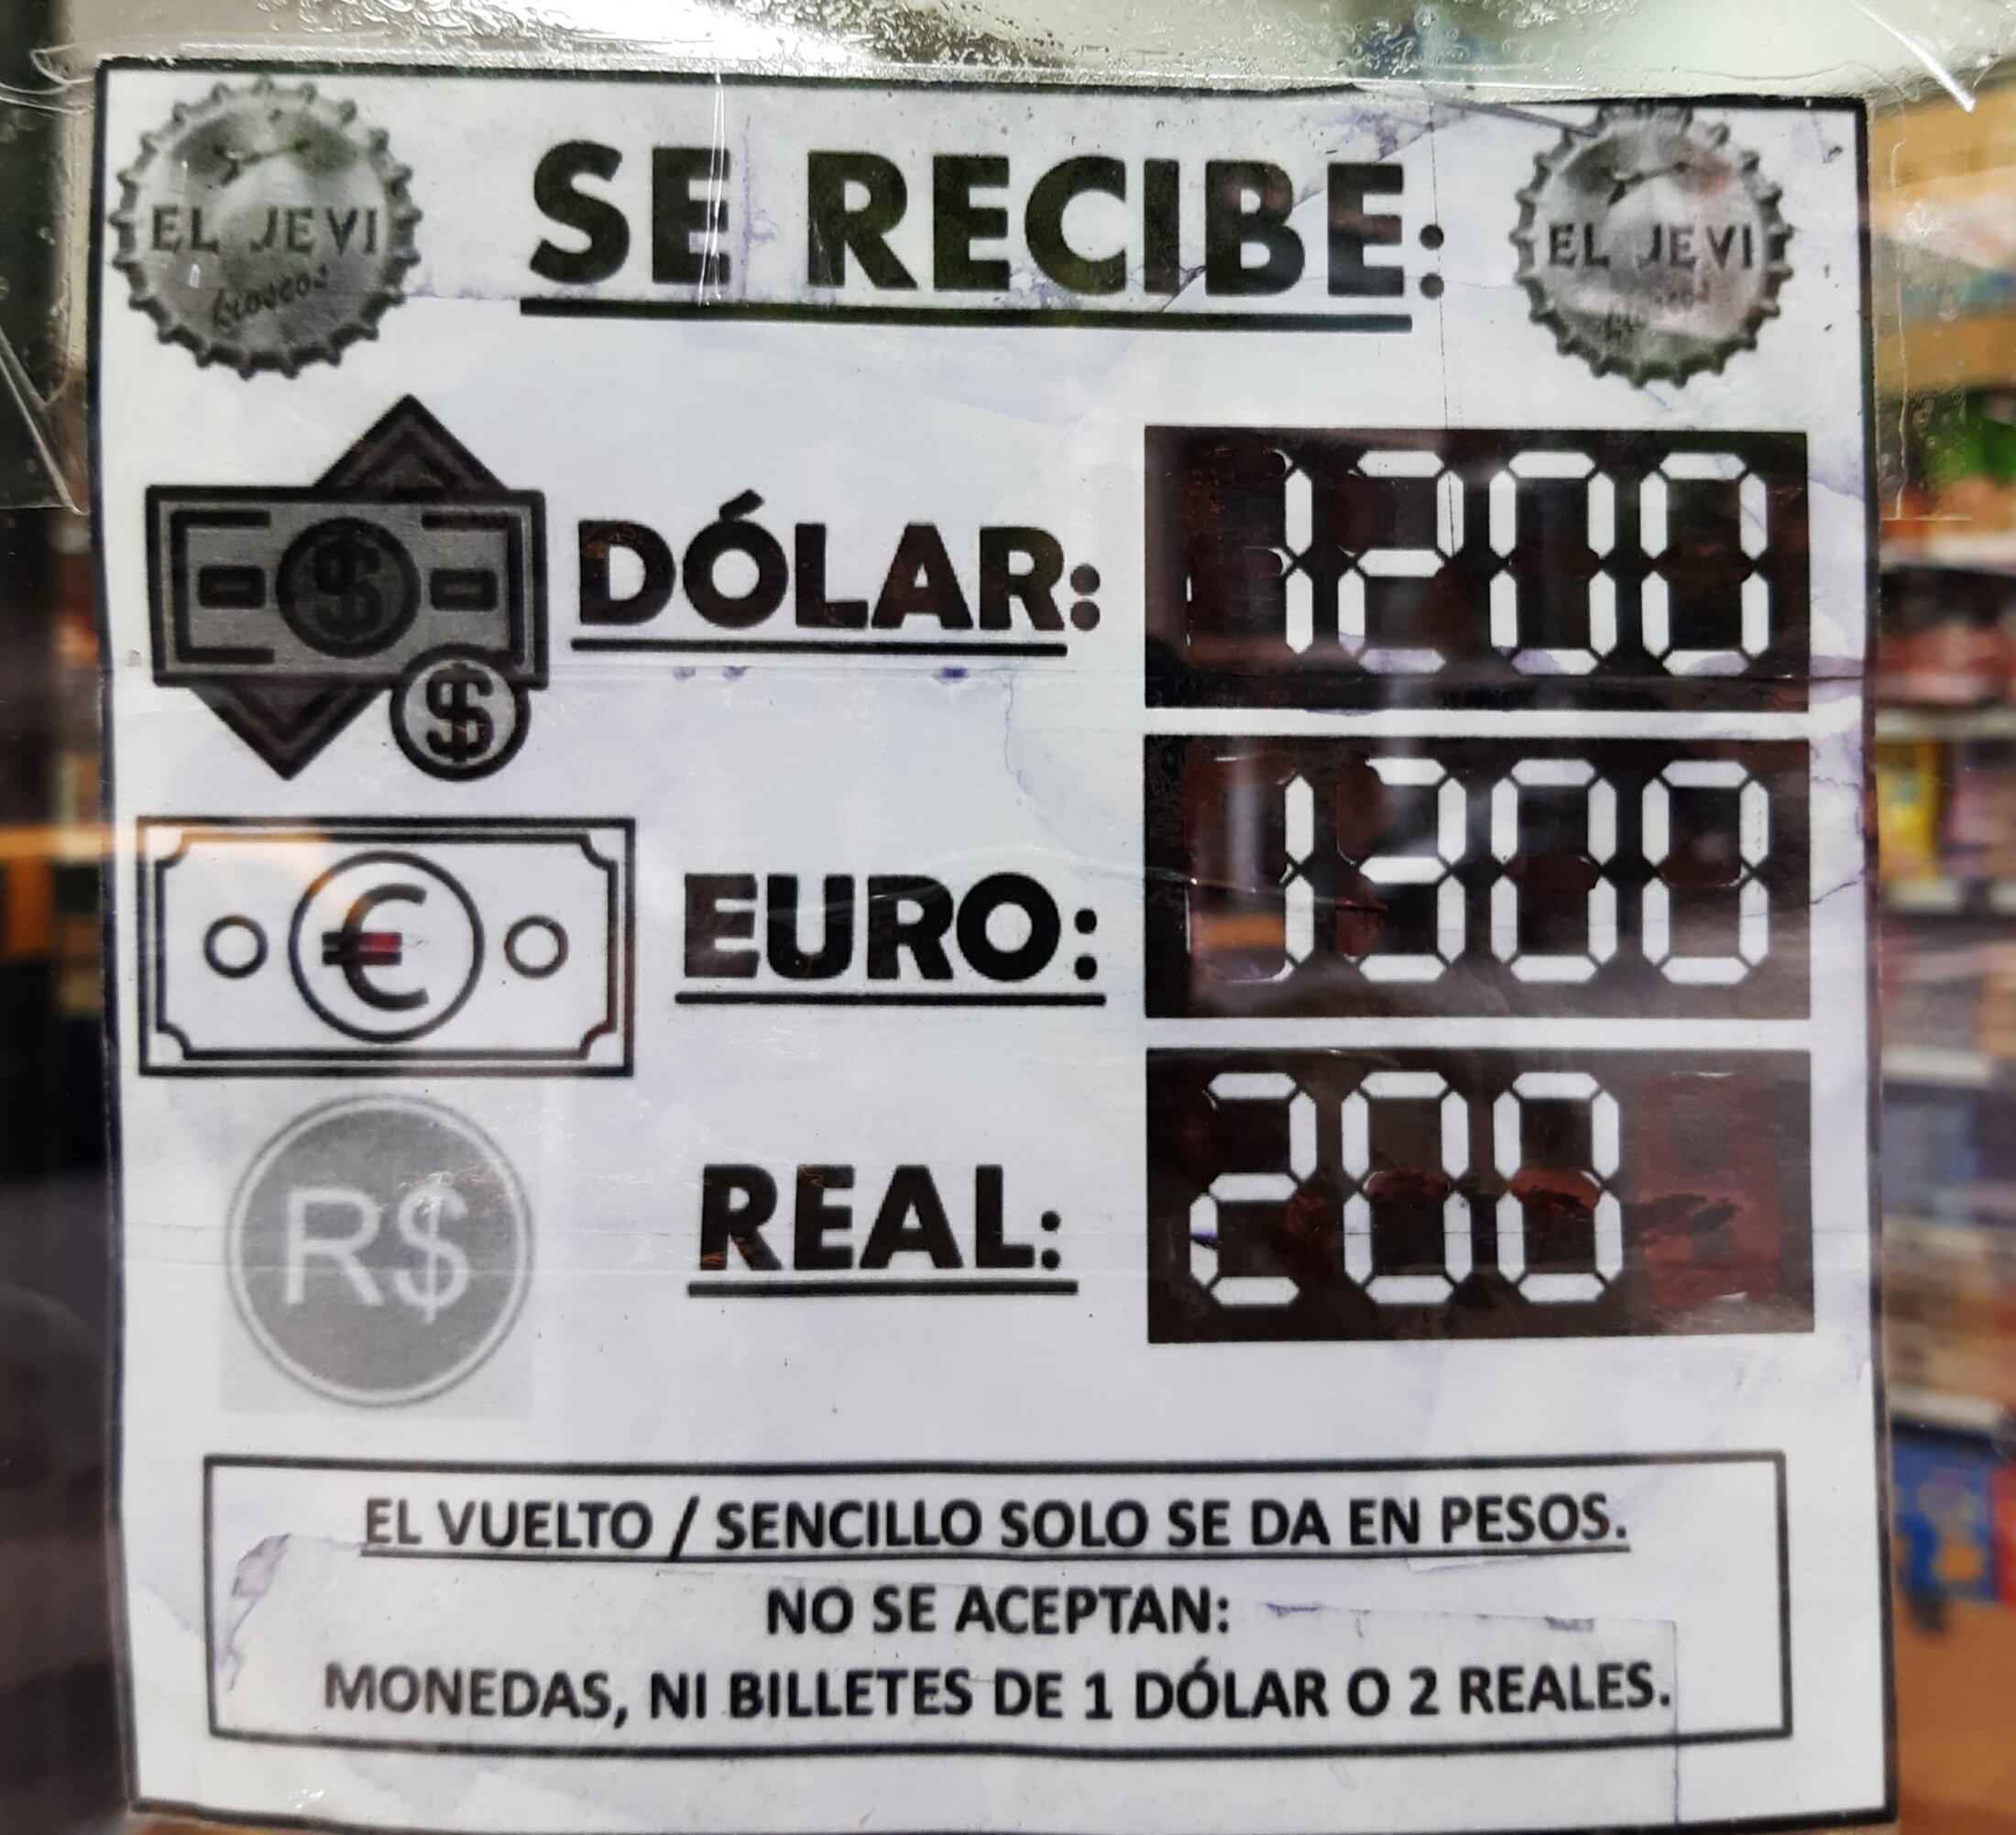 EL JEVI
kioscos
SE RECIBE:
EL JEVI
$
$
DÓLAR:
1200
€
EURO:
1300
R$
REAL:
200
EL VUELTO / SENCILLO SOLO SE DA EN PESOS.
NO SE ACEPTAN:
MONEDAS, NI BILLETES DE 1 DÓLAR O 2 REALES.